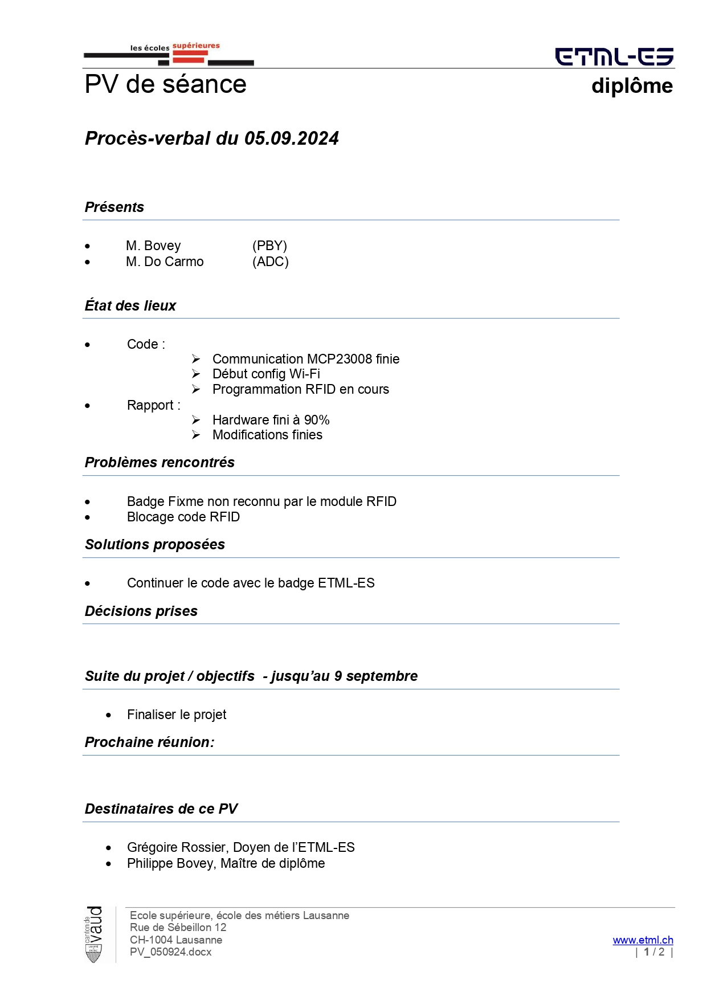 les écoles supérieures
ETML-ES
PV de séance diplôme
Procès-verbal du 05.09.2024
Présents
• M. Bovey (PBY)
• M. Do Carmo (ADC)
État des lieux
• Code :
➢ Communication MCP23008 finie
➢ Début config Wi-Fi
➢ Programmation RFID en cours
• Rapport :
➢ Hardware fini à 90%
➢ Modifications finies
Problèmes rencontrés
• Badge Fixme non reconnu par le module RFID
• Blocage code RFID
Solutions proposées
• Continuer le code avec le badge ETML-ES
Décisions prises
Suite du projet / objectifs  - jusqu’au 9 septembre
• Finaliser le projet
Prochaine réunion:
Destinataires de ce PV
• Grégoire Rossier, Doyen de l’ETML-ES
• Philippe Bovey, Maître de diplôme
canton de
vaud
LIBERTÉ
ET
PATRIE
Ecole supérieure, école des métiers Lausanne
Rue de Sébeillon 12
CH-1004 Lausanne www.etml.ch
PV_050924.docx | 1 / 2 |